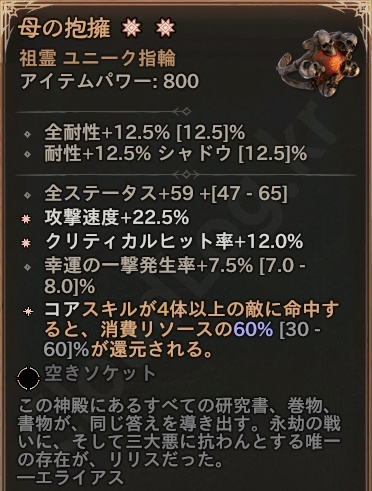 母の抱擁
祖霊 ユニーク指輪
アイテムパワー: 800
全耐性+12.5% [12.5]%
耐性+12.5% シャドウ [12.5]%
全ステータス+59 +[47 - 65]
攻撃速度+22.5%
クリティカルヒット率+12.0%
幸運の一撃発生率+7.5% [7.0 -
8.0]%
コアスキルが4体以上の敵に命中す
ると、消費リソースの60% [30 -
60]%が還元される。
空きソケット
この神殿にあるすべての研究書、巻物、
書物が、同じ答えを導き出す。永劫の戦
いに、そして三大悪に抗わんとする唯一
の存在が、リリスだった。
—エライアス